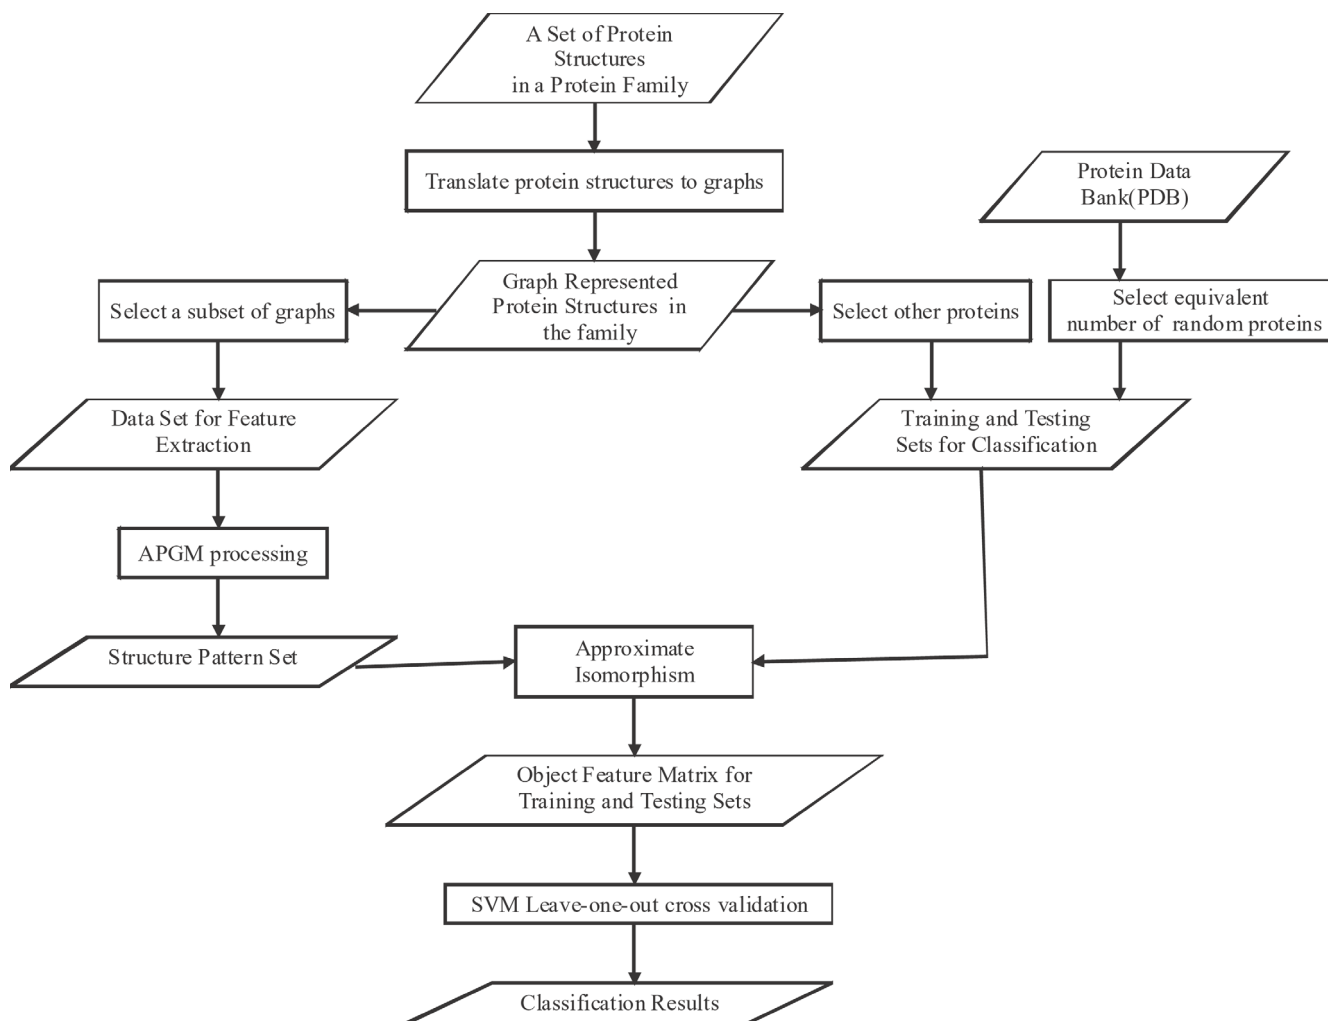 A Set of Protein
Structures
in a Protein Family
Translate protein structures to graphs
Protein Data
Bank(PDB)
Graph Represented
Protein Structures in
the family
Select a subset of graphs
Select other proteins
Select equivalent
number of random proteins
Data Set for Feature
Extraction
Training and Testing
Sets for Classification
APGM processing
Structure Pattern Set
Approximate
Isomorphism
Object Feature Matrix for
Training and Testing Sets
SVM Leave-one-out cross validation
Classification Results